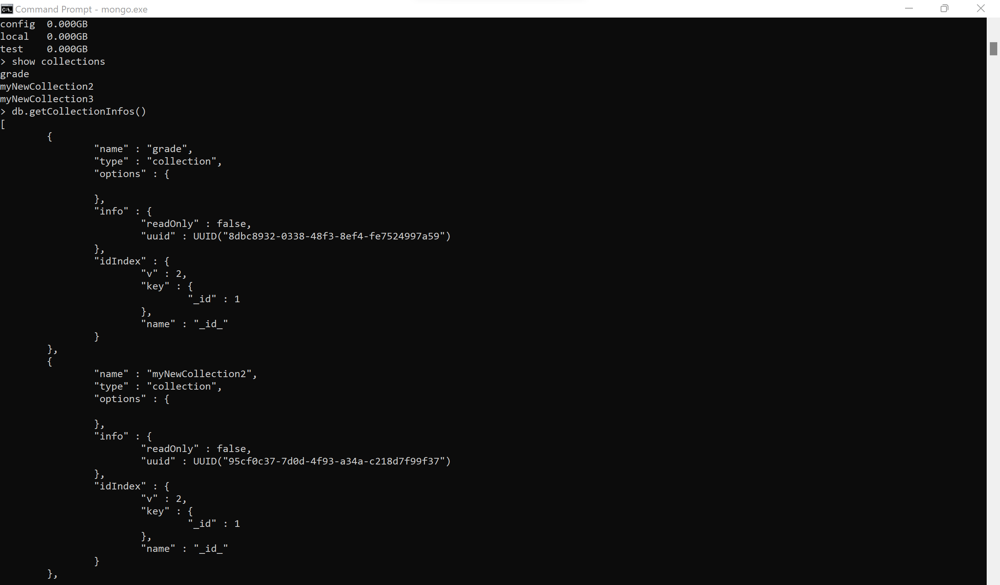 Command Prompt - mongo.exe
config  0.000GB
local   0.000GB
test    0.000GB
> show collections
grade
myNewCollection2
myNewCollection3
> db.getCollectionInfos()
[
        {
                "name" : "grade",
                "type" : "collection",
                "options" : {

                },
                "info" : {
                        "readOnly" : false,
                        "uuid" : UUID("8dbc8932-0338-48f3-8ef4-fe7524997a59")
                },
                "idIndex" : {
                        "v" : 2,
                        "key" : {
                                "_id" : 1
                        },
                        "name" : "_id_"
                }
        },
        {
                "name" : "myNewCollection2",
                "type" : "collection",
                "options" : {

                },
                "info" : {
                        "readOnly" : false,
                        "uuid" : UUID("95cf0c37-7d0d-4f93-a34a-c218d7f99f37")
                },
                "idIndex" : {
                        "v" : 2,
                        "key" : {
                                "_id" : 1
                        },
                        "name" : "_id_"
                }
        },